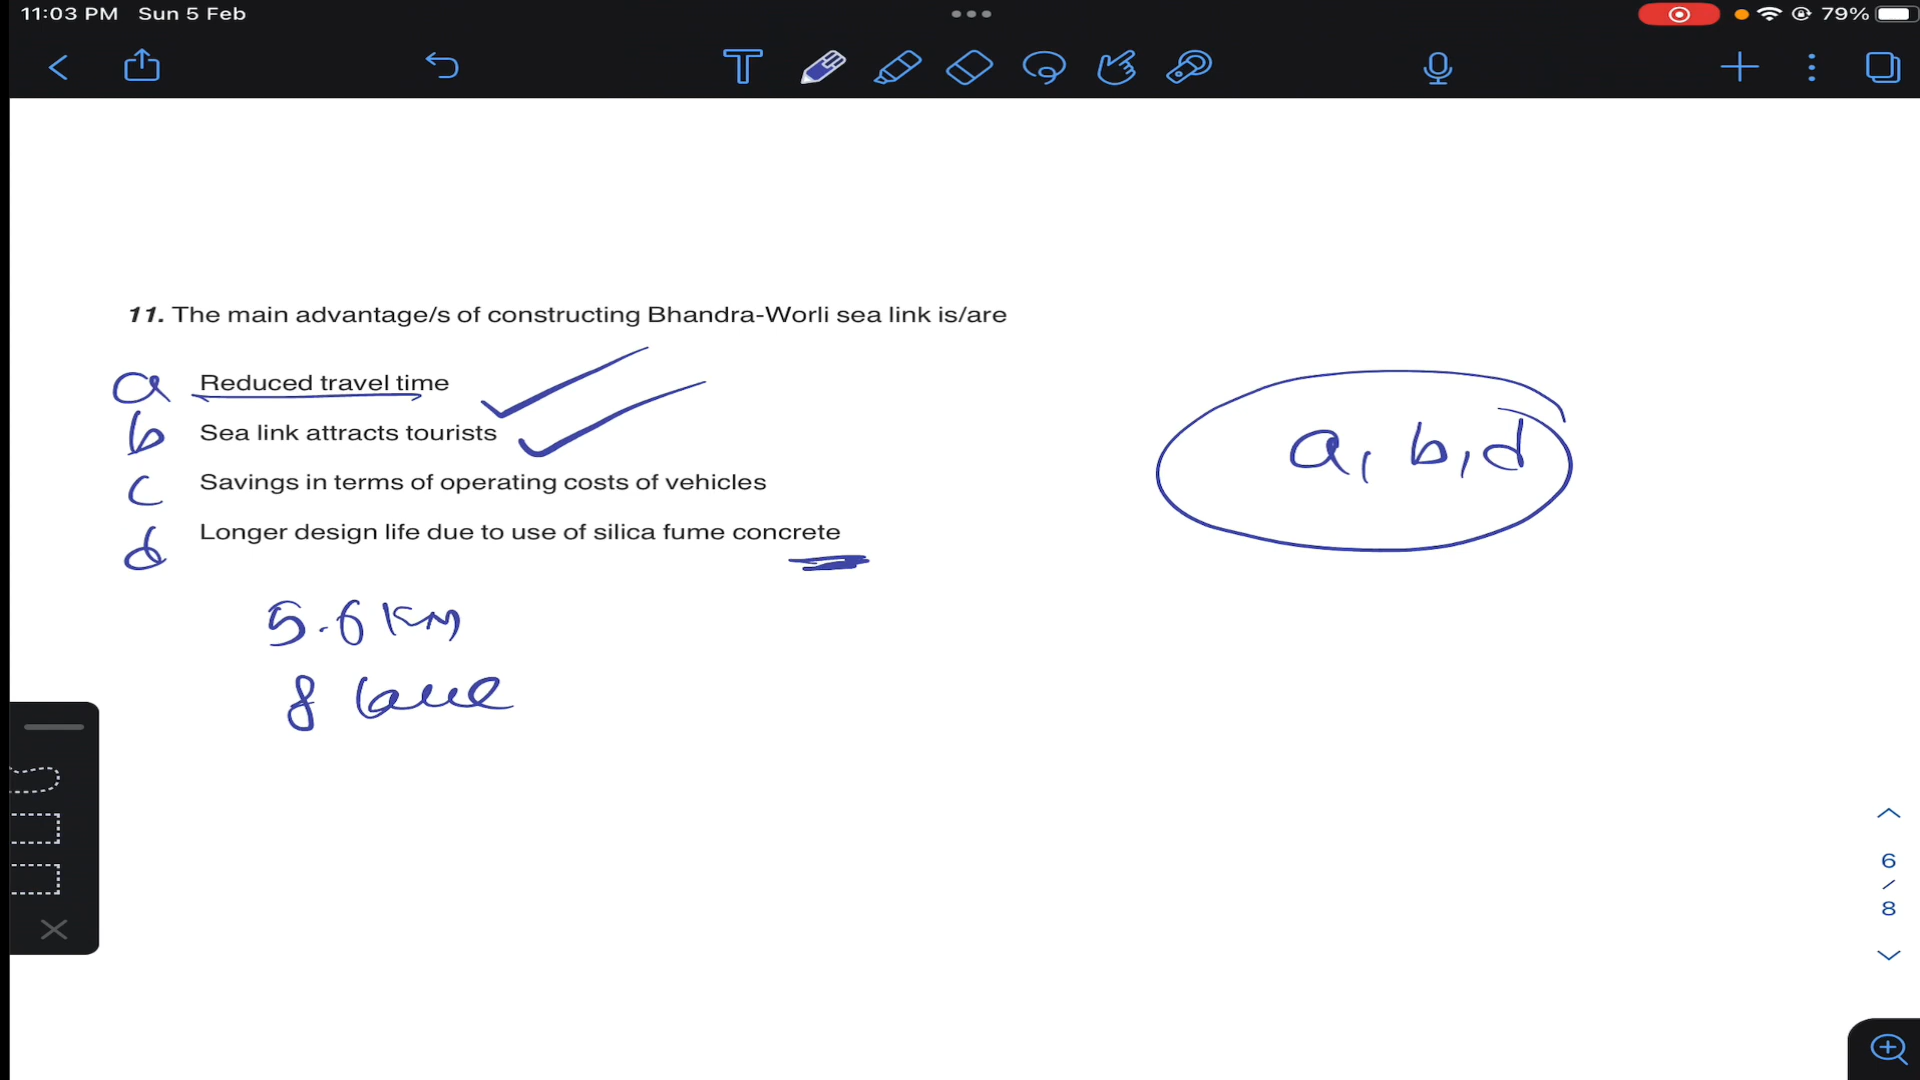 11:03 PM Sun 5 Feb
79%
T
11. The main advantage/s of constructing Bhandra-Worli sea link is/are
a Reduced travel time
b Sea link attracts tourists
c Savings in terms of operating costs of vehicles
d Longer design life due to use of silica fume concrete
a, b, d
5.6 KM
8 lane
6
/
8